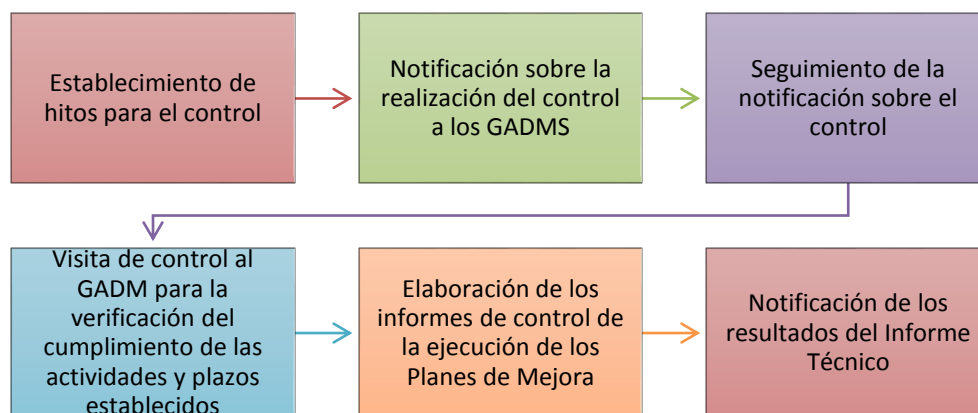 Establecimiento de
hitos para el control
Notificación sobre la
realización del control
a los GADMS
Seguimiento de la
notificación sobre el
control
Visita de control al
GADM para la
verificación del
cumplimiento de las
actividades y plazos
establecidos
Elaboración de los
informes de control de
la ejecución de los
Planes de Mejora
Notificación de los
resultados del Informe
Técnico